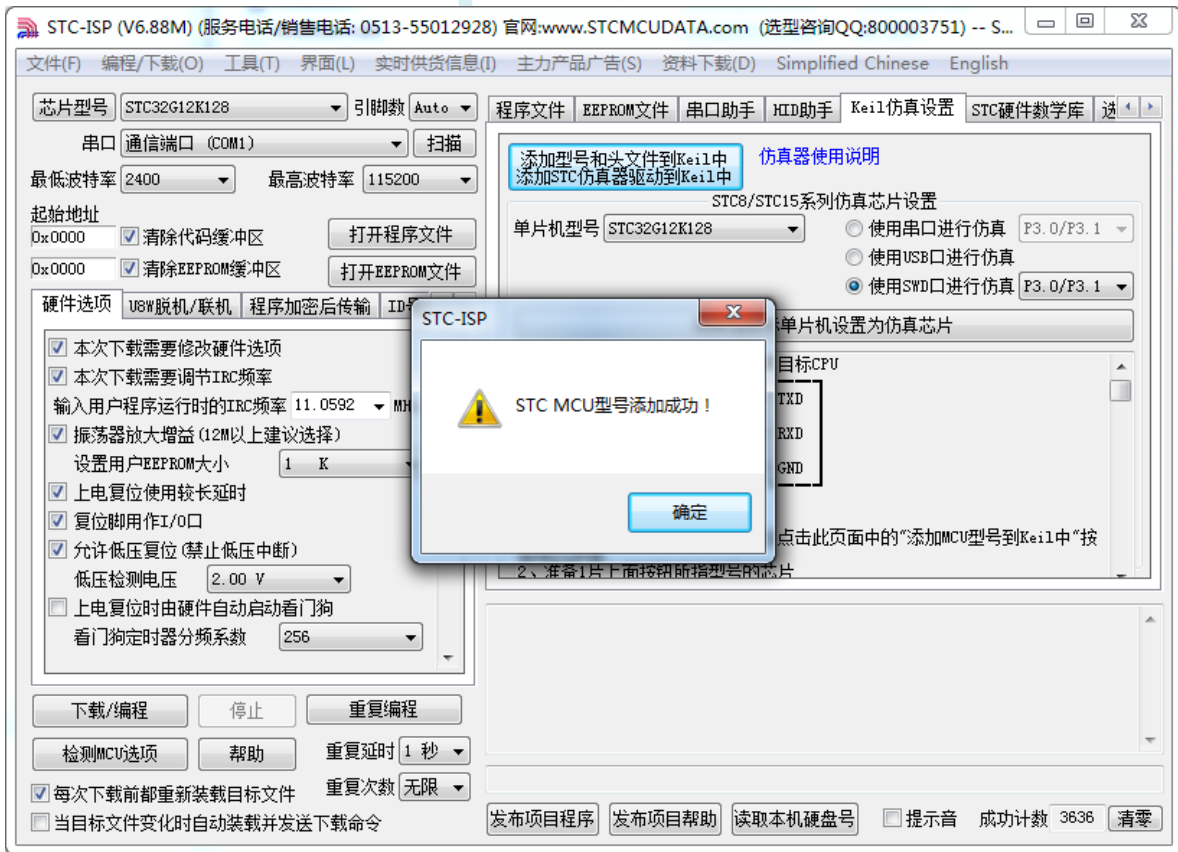 STC-ISP (V6.88M) (服务电话/销售电话: 0513-55012928) 官网:www.STCMCUDATA.com (选型咨询QQ:800003751) -- S...
文件(F) 编程/下载(O) 工具(T) 界面(L) 实时供货信息(I) 主力产品广告(S) 资料下载(D) Simplified Chinese English
芯片型号 STC32G12K128 引脚数 Auto
串口 通信端口 (COM1) 扫描
最低波特率 2400 最高波特率 115200
起始地址
0x0000 清除代码缓冲区 打开程序文件
0x0000 清除EEPROM缓冲区 打开EEPROM文件
硬件选项 U8W脱机/联机 程序加密后传输
本次下载需要修改硬件选项
本次下载需要调节IRC频率
输入用户程序运行时的IRC频率 11.0592
振荡器放大增益(12M以上建议选择)
设置用户EEPROM大小 1 K
上电复位使用较长延时
复位脚用作I/O口
允许低压复位(禁止低压中断)
低压检测电压 2.00 V
上电复位时由硬件自动启动看门狗
看门狗定时器分频系数 256
下载/编程 停止 重复编程
检测MCU选项 帮助 重复延时 1 秒
每次下载前都重新装载目标文件 重复次数 无限
当目标文件变化时自动装载并发送下载命令
程序文件 EEPROM文件 串口助手 HID助手 Keil仿真设置 STC硬件数学库 选
添加型号和头文件到Keil中
添加STC仿真器驱动到Keil中
仿真器使用说明
STC8/STC15系列仿真芯片设置
单片机型号 STC32G12K128 使用串口进行仿真 P3.0/P3.1
使用USB口进行仿真
使用SWD口进行仿真 P3.0/P3.1
单片机设置为仿真芯片
目标CPU
TXD
RXD
GND
点击此页面中的“添加MCU型号到Keil中“按
2、准备1片上面按钮所指型号的芯片
STC-ISP
STC MCU型号添加成功！
确定
发布项目程序 发布项目帮助 读取本机硬盘号 提示音 成功计数 3636 清零